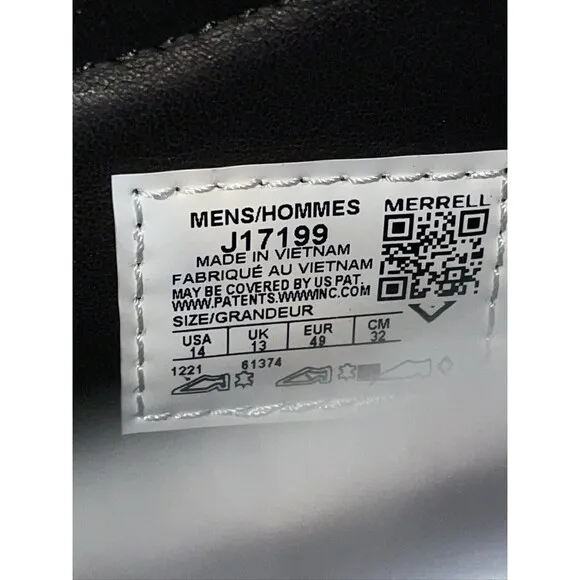 MENS/HOMMES
MERRELL
J17199
MADE IN VIETNAM
FABRIQUÉ AU VIETNAM
MAY BE COVERED BY US PAT.
WWW.PATENTS.WWWINC.COM
SIZE/GRANDEUR
USA UK EUR CM
14 13 49 32
1221 61374